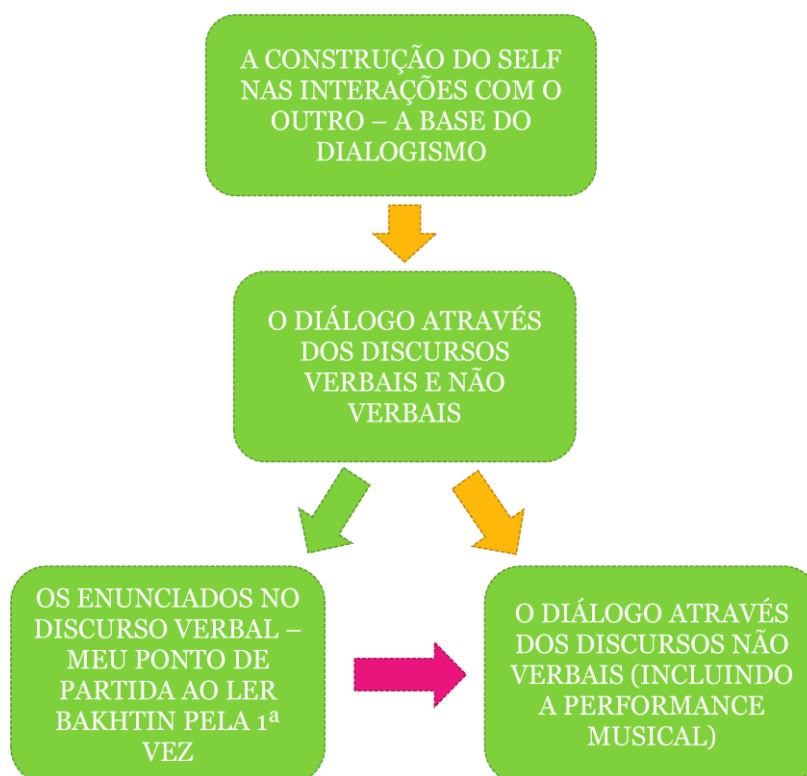 A CONSTRUÇÃO DO SELF
NAS INTERAÇÕES COM O
OUTRO – A BASE DO
DIALOGISMO
O DIÁLOGO ATRAVÉS
DOS DISCURSOS
VERBAIS E NÃO
VERBAIS
OS ENUNCIADOS NO
DISCURSO VERBAL –
MEU PONTO DE
PARTIDA AO LER
BAKHTIN PELA 1ª
VEZ
O DIÁLOGO ATRAVÉS
DOS DISCURSOS NÃO
VERBAIS (INCLUINDO
A PERFORMANCE
MUSICAL)